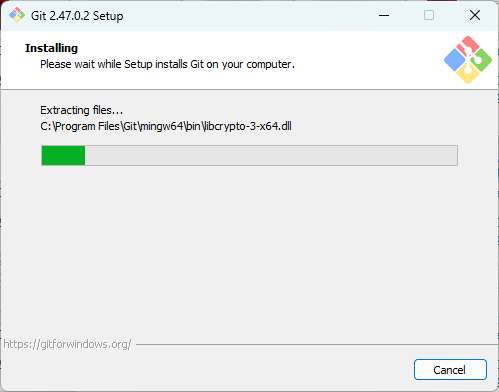 Git 2.47.0.2 Setup
Installing
Please wait while Setup installs Git on your computer.
Extracting files...
C:\Program Files\Git\mingw64\bin\libcrypto-3-x64.dll
https://gitforwindows.org/
Cancel